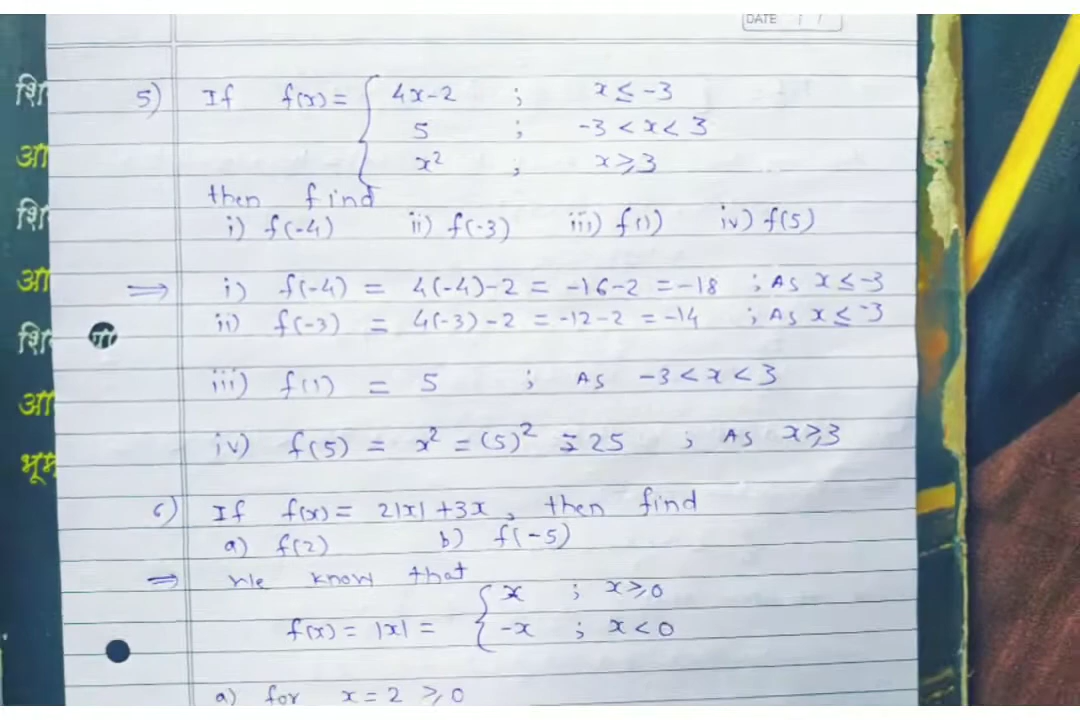 DATE / /
5) If f(x) = { 4x-2 ; x ≤ -3
5 ; -3 < x < 3
x² ; x ≥ 3
then find
i) f(-4) ii) f(-3) iii) f(1) iv) f(5)
⇒ i) f(-4) = 4(-4)-2 = -16-2 = -18 ; As x ≤ -3
ii) f(-3) = 4(-3)-2 = -12-2 = -14 ; As x ≤ -3
iii) f(1) = 5 ; As -3 < x < 3
iv) f(5) = x² = (5)² = 25 ; As x ≥ 3
6) If f(x) = 2|x| + 3x, then find
a) f(2) b) f(-5)
⇒ We know that
f(x) = |x| = { x ; x ≥ 0
-x ; x < 0
a) for x = 2 ≥ 0
शि
आ
शि
आ
शि
आ
भूम